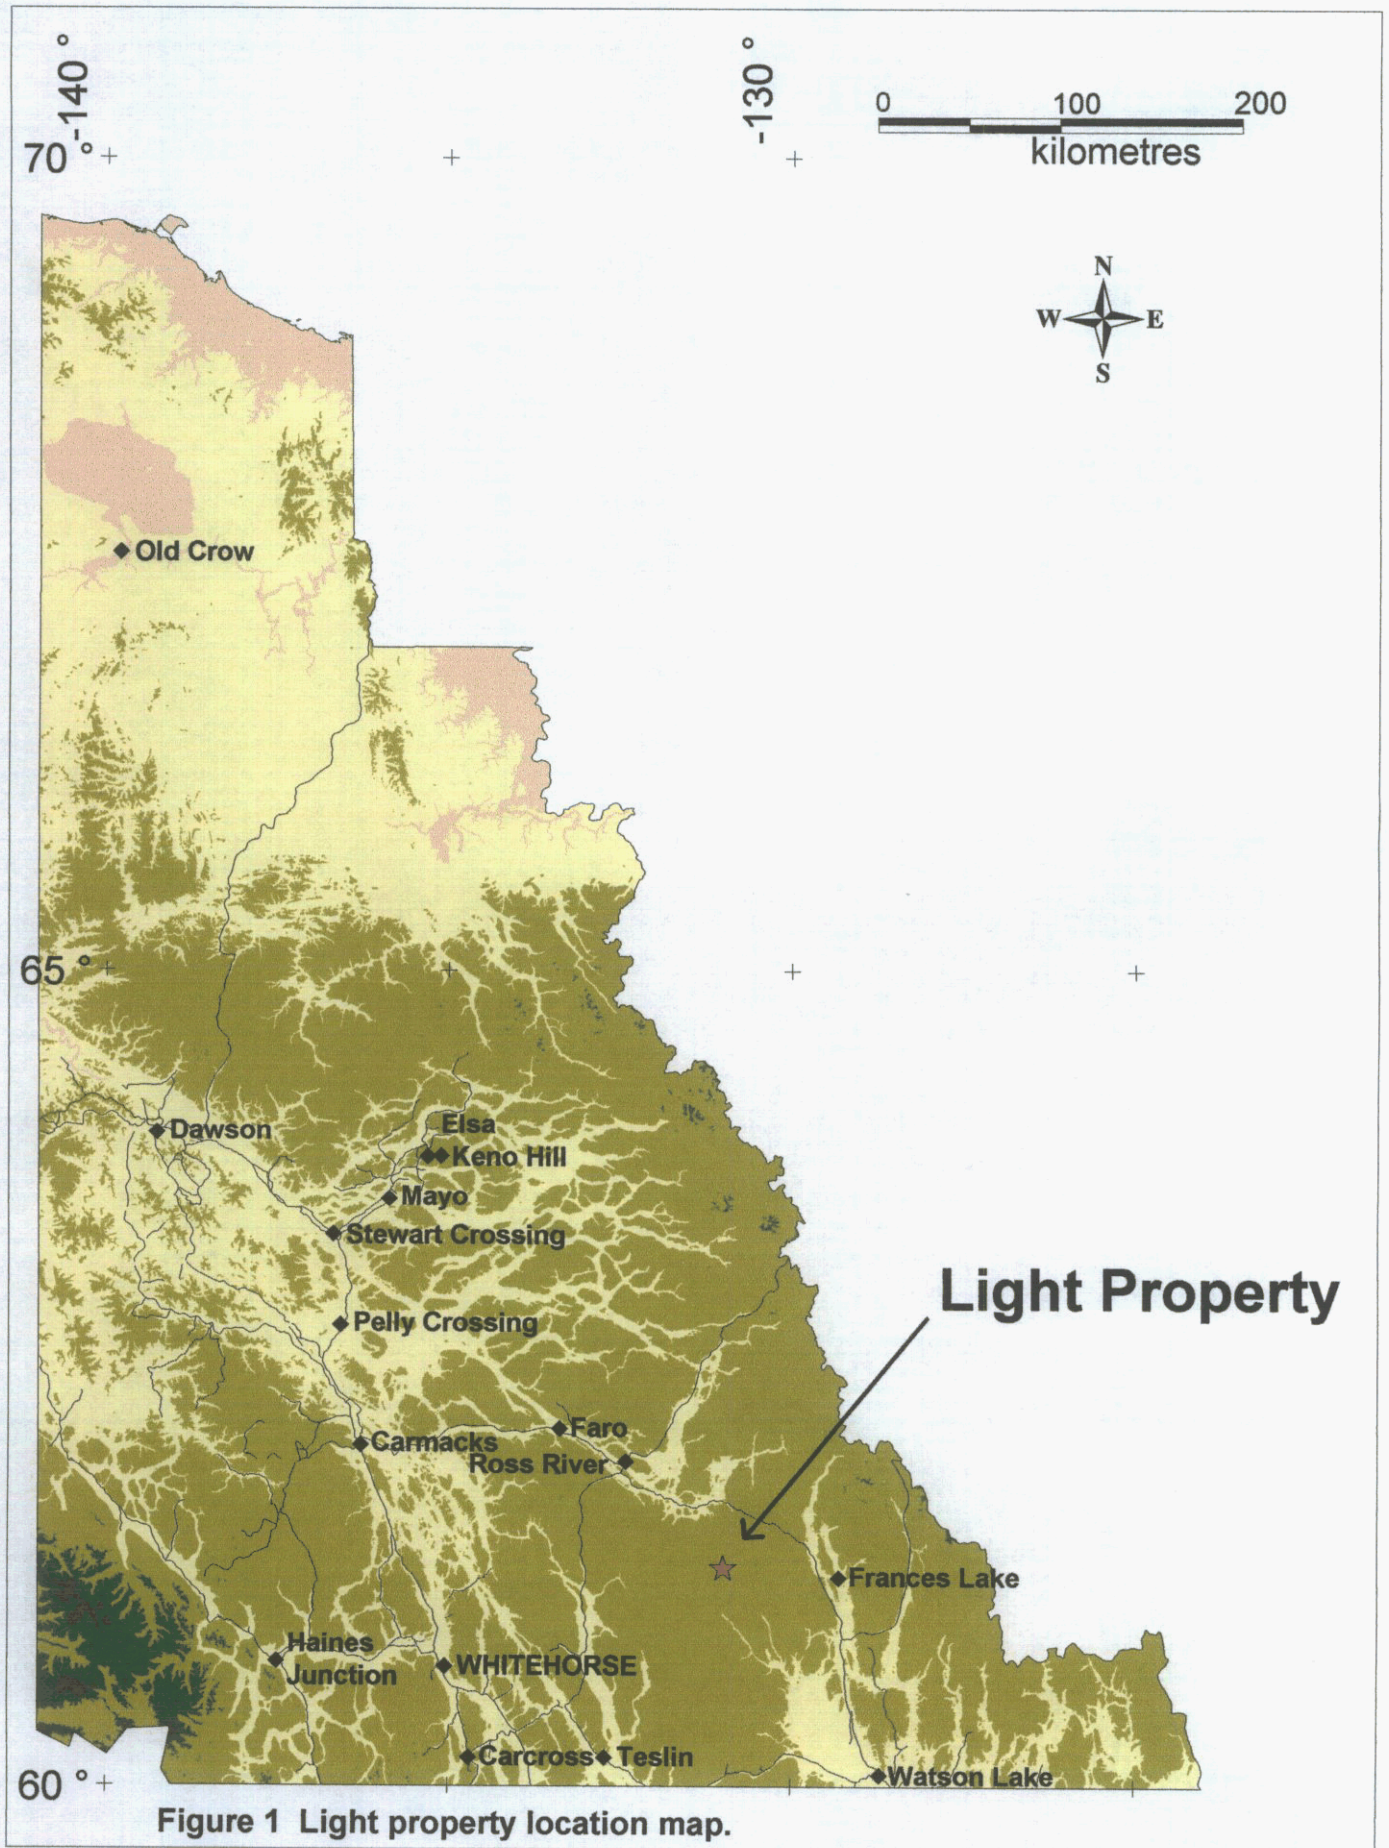 -140°
-130°
0 100 200
kilometres
70°
N
W E
S
Old Crow
65°
Dawson
Elsa
Keno Hill
Mayo
Stewart Crossing
Light Property
Pelly Crossing
Faro
Carmacks
Ross River
Frances Lake
Haines
Junction
WHITEHORSE
Carcross
Teslin
Watson Lake
60°
Figure 1 Light property location map.